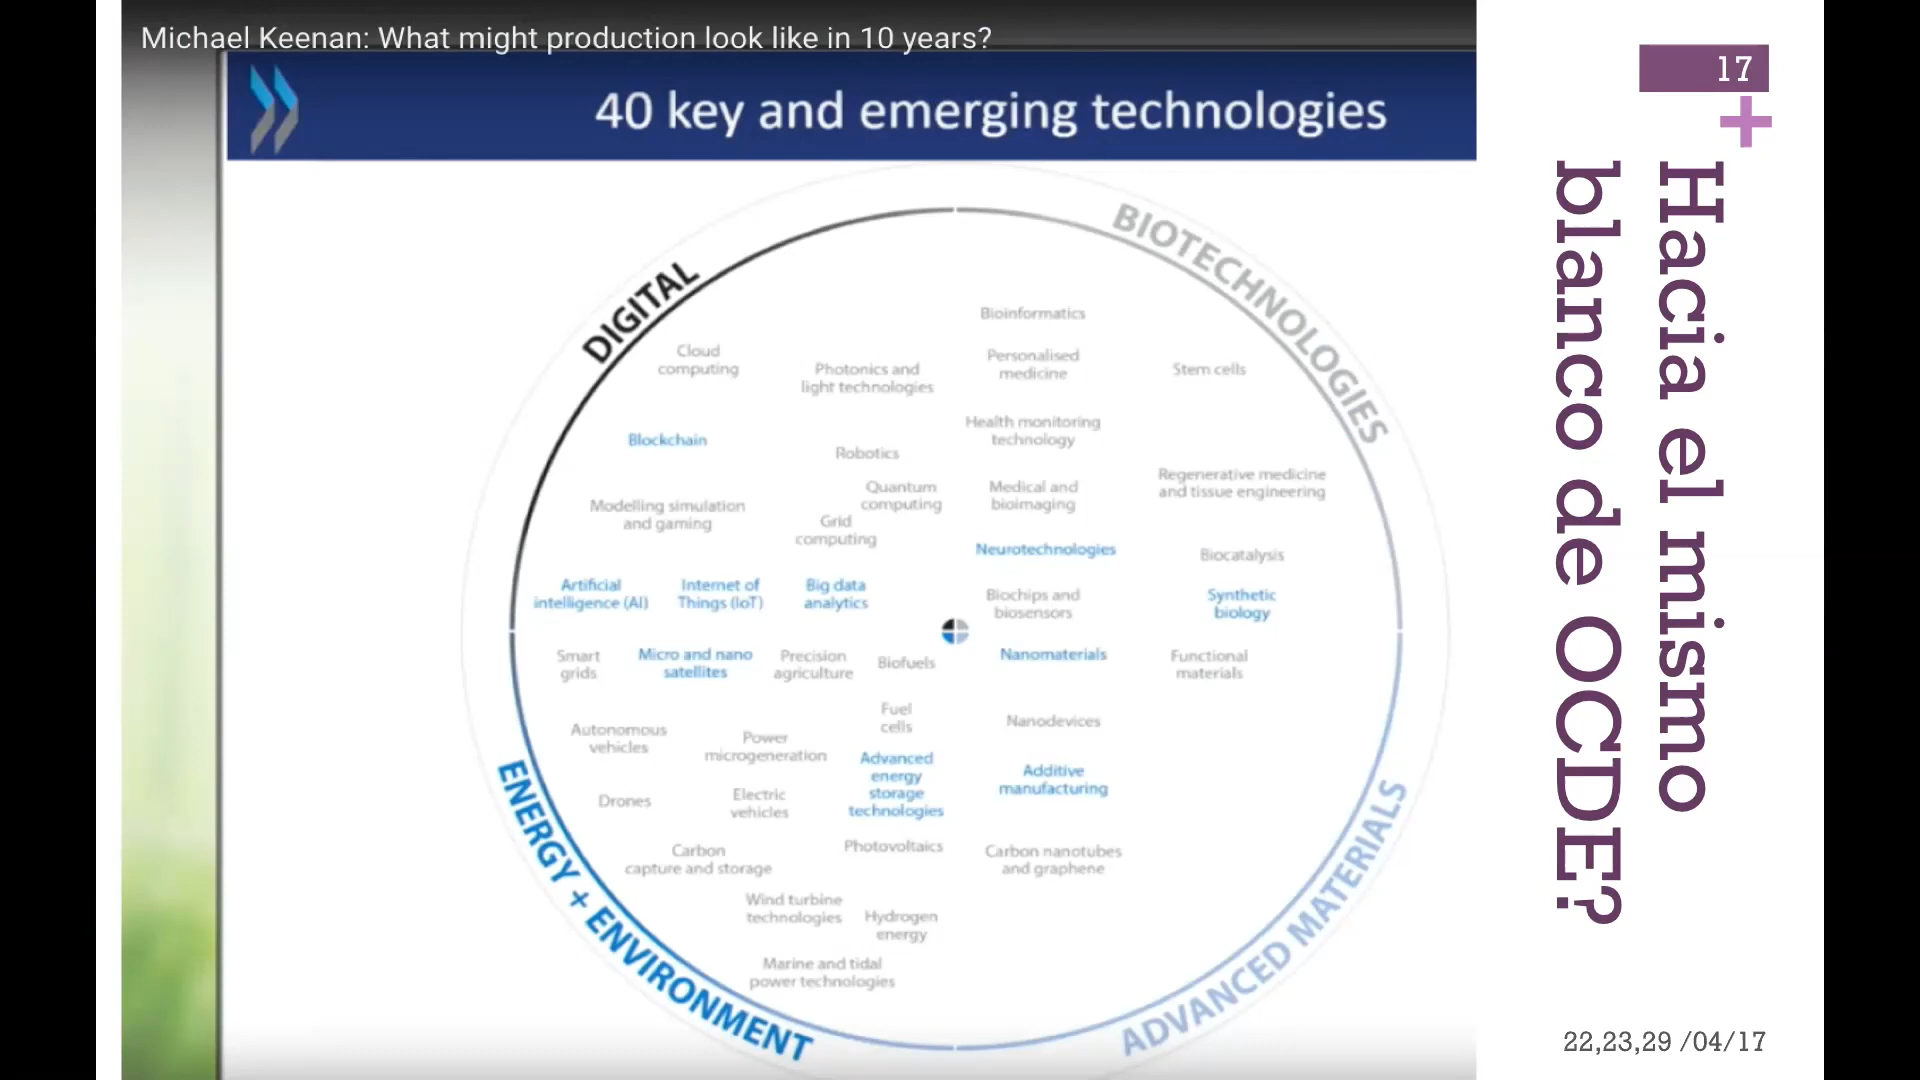 Michael Keenan: What might production look like in 10 years?
40 key and emerging technologies
17
+
Hacia el mismo
blanco de OCDE?
DIGITAL
BIOTECHNOLOGIES
Cloud
computing
Photonics and
light technologies
Blockchain
Robotics
Quantum
computing
Modelling simulation
and gaming
Grid
computing
Artificial
intelligence (AI)
Internet of
Things (IoT)
Big data
analytics
Bioinformatics
Personalised
medicine
Stem cells
Health monitoring
technology
Regenerative medicine
and tissue engineering
Medical and
bioimaging
Neurotechnologies
Biocatalysis
Biochips and
biosensors
Synthetic
biology
Smart
grids
Micro and nano
satellites
Precision
agriculture
Biofuels
Fuel
cells
Autonomous
vehicles
Power
microgeneration
Advanced
energy
storage
technologies
Drones
Electric
vehicles
Photovoltaics
Carbon
capture and storage
Wind turbine
technologies
Hydrogen
energy
Marine and tidal
power technologies
Nanomaterials
Functional
materials
Nanodevices
Additive
manufacturing
Carbon nanotubes
and graphene
ENERGY + ENVIRONMENT
ADVANCED MATERIALS
22,23,29 /04/17